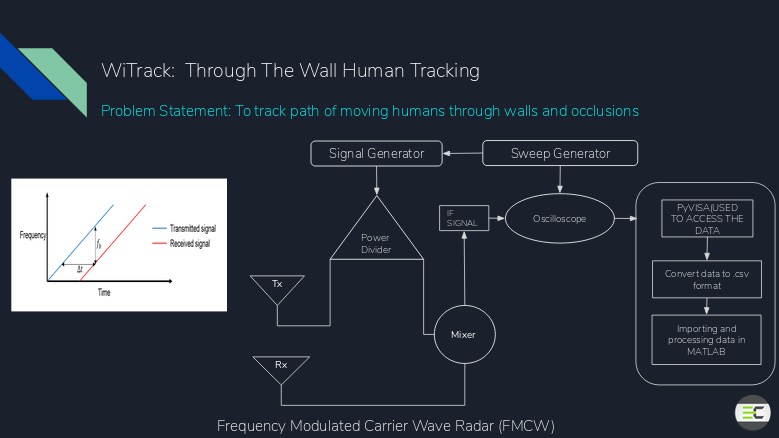 WiTrack: Through The Wall Human Tracking
Problem Statement: To track path of moving humans through walls and occlusions
Signal Generator
Sweep Generator
Frequency
Transmitted signal
Received signal
fb
Δt
Time
Power
Divider
IF
SIGNAL
Oscilloscope
PyVISA(USED
TO ACCESS THE
DATA
Convert data to .csv
format
Importing and
processing data in
MATLAB
Tx
Mixer
Rx
Frequency Modulated Carrier Wave Radar (FMCW)
EC